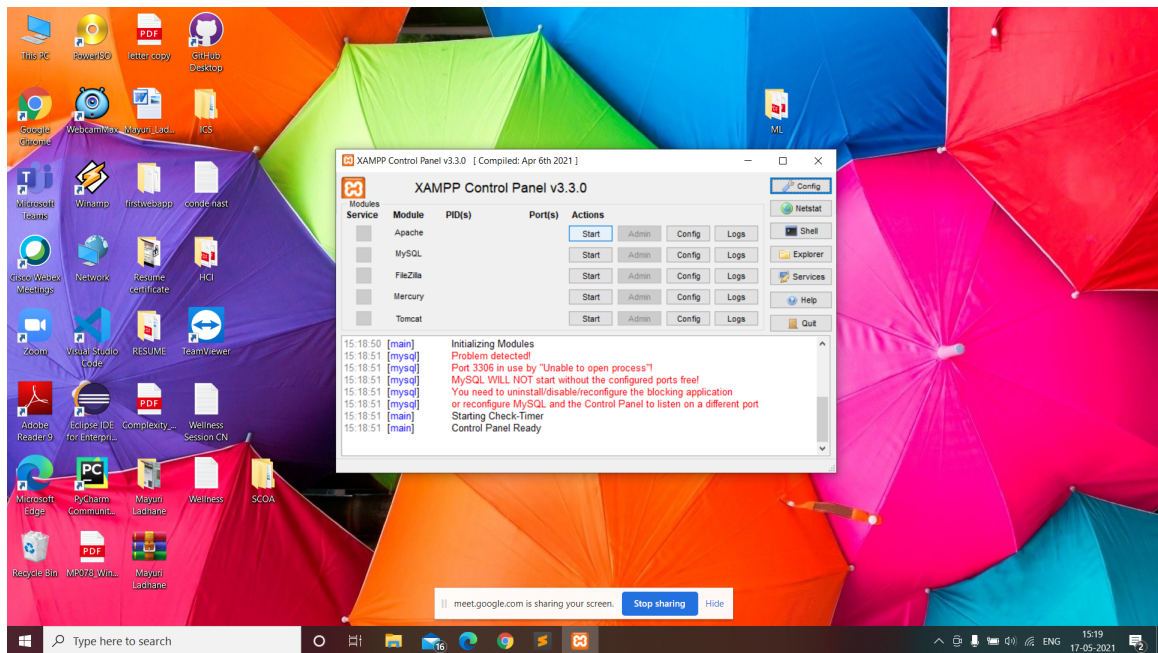 This PC
PowerISO
PDF
letter copy
GitHub
Desktop
Google
Chrome
WebcamMax
Mayuri_Lad...
ICS
ML
Microsoft
Teams
Winamp
firstwebapp
conde nast
Cisco Webex
Meetings
Network
Resume
certificate
HCI
Zoom
Visual Studio
Code
RESUME
TeamViewer
Adobe
Reader 9
Eclipse IDE
for Enterpri...
PDF
Complexity_...
Wellness
Session CN
Microsoft
Edge
PC
PyCharm
Communit...
Mayuri
Ladhane
Wellness
SCOA
Recycle Bin
PDF
MP078_Win...
Mayuri
Ladhane
XAMPP Control Panel v3.3.0 [ Compiled: Apr 6th 2021 ]
XAMPP Control Panel v3.3.0
Config
Modules
Service Module PID(s) Port(s) Actions
Netstat
Apache Start Admin Config Logs
Shell
MySQL Start Admin Config Logs
Explorer
FileZilla Start Admin Config Logs
Services
Mercury Start Admin Config Logs
Help
Tomcat Start Admin Config Logs
Quit
15:18:50 [main] Initializing Modules
15:18:51 [mysql] Problem detected!
15:18:51 [mysql] Port 3306 in use by "Unable to open process"!
15:18:51 [mysql] MySQL WILL NOT start without the configured ports free!
15:18:51 [mysql] You need to uninstall/disable/reconfigure the blocking application
15:18:51 [mysql] or reconfigure MySQL and the Control Panel to listen on a different port
15:18:51 [main] Starting Check-Timer
15:18:51 [main] Control Panel Ready
meet.google.com is sharing your screen. Stop sharing Hide
Type here to search
16
ENG
15:19
17-05-2021
2